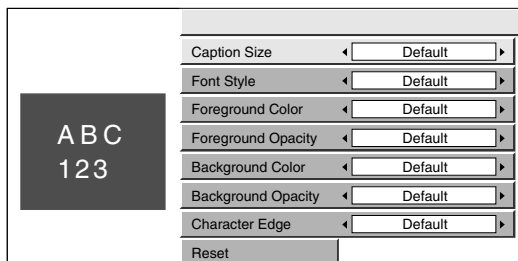 ABC
123
Caption Size Default
Font Style Default
Foreground Color Default
Foreground Opacity Default
Background Color Default
Background Opacity Default
Character Edge Default
Reset